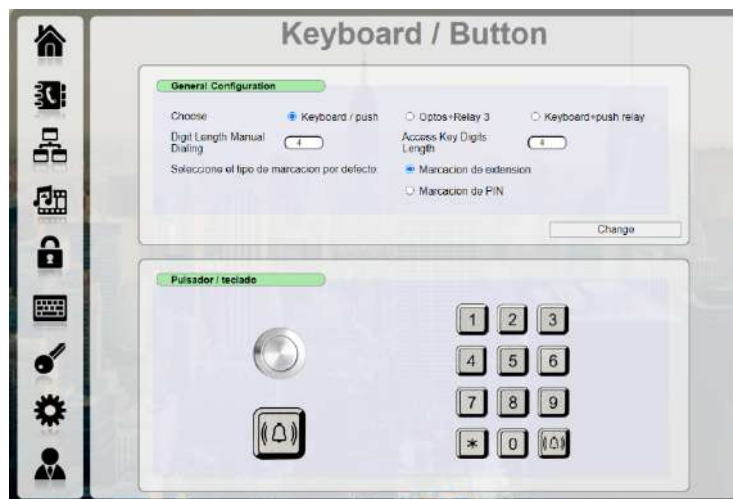 Keyboard / Button
General Configuration
Choose Keyboard / push Optos+Relay 3 Keyboard+push relay
Digit Length Manual Dialing 4 Access Key Digits Length 4
Seleccione el tipo de marcacion por defecto: Marcacion de extension
Marcacion de PIN
Change
Pulsador / teclado
1 2 3
4 5 6
7 8 9
* 0